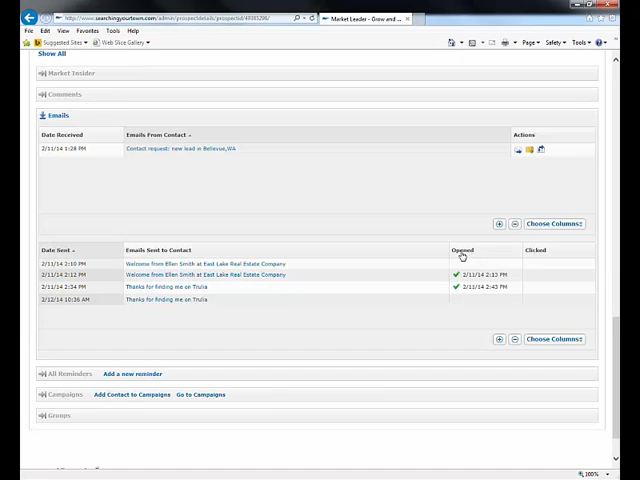 http://www.searchingyourtown.com/admin/prospectdetails/prospectid/49385296/
Market Leader - Grow and ...
File Edit View Favorites Tools Help
Suggested Sites Web Slice Gallery
Page Safety Tools
Show All
Market Insider
Comments
Emails
Date Received Emails From Contact Actions
2/11/14 1:28 PM Contact request: new lead in Bellevue,WA
Choose Columns
Date Sent Emails Sent to Contact Opened Clicked
2/11/14 2:10 PM Welcome from Ellen Smith at East Lake Real Estate Company
2/11/14 2:12 PM Welcome from Ellen Smith at East Lake Real Estate Company 2/11/14 2:13 PM
2/11/14 2:34 PM Thanks for finding me on Trulia 2/11/14 2:43 PM
2/12/14 10:36 AM Thanks for finding me on Trulia
Choose Columns
All Reminders Add a new reminder
Campaigns Add Contact to Campaigns Go to Campaigns
Groups
100%